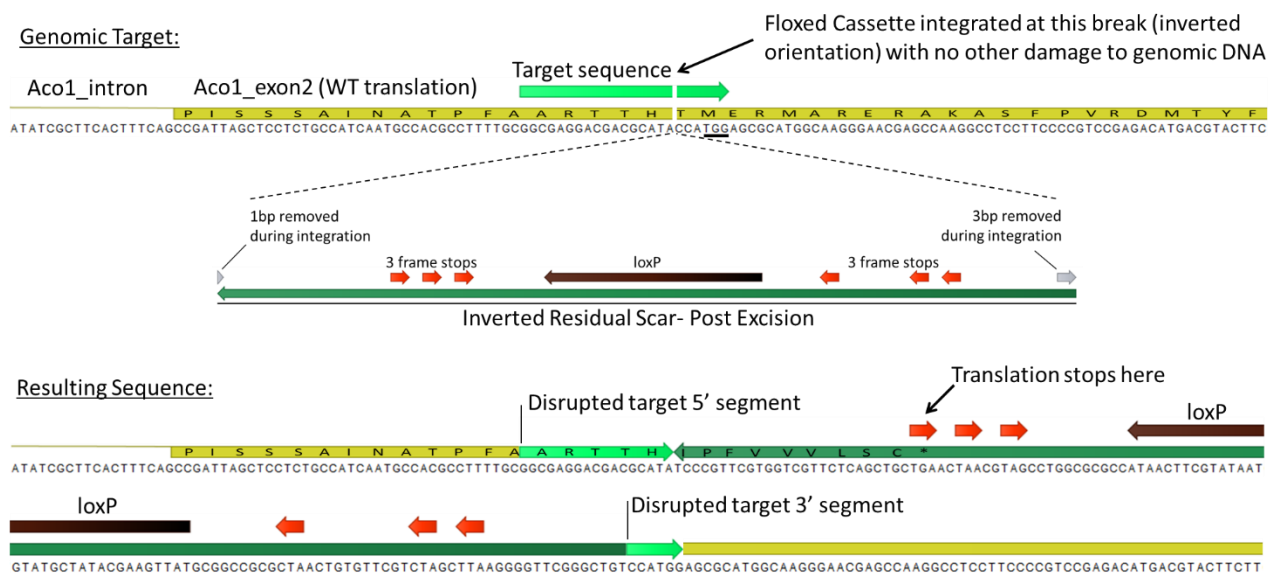 Genomic Target:
Floxed Cassette integrated at this break (inverted
orientation) with no other damage to genomic DNA
Target sequence
Aco1_intron Aco1_exon2 (WT translation)
P I S S S A I N A T P F A A R T T H T M E R M A R E R A K A S F P V R D M T Y F
ATATCGCTTCACTTTCAGCCGATTAGCTCCTCTGCCATCAATGCCACGCCTTTTGCGGCGAGGACGACGCATACCATGGAGCGCATGGCAAGGGAACGAGCCAAGGCCTCCTTCCCCGTCCGAGACATGACGTACTTC
1bp removed
during integration
3bp removed
during integration
3 frame stops loxP 3 frame stops
Inverted Residual Scar- Post Excision
Resulting Sequence:
Translation stops here
Disrupted target 5' segment
loxP
P I S S S A I N A T P F A A R T T H I P F V V V L S C *
ATATCGCTTCACTTTCAGCCGATTAGCTCCTCTGCCATCAATGCCACGCCTTTTGCGGCGAGGACGACGCATATCCCGTTCGTGGTCGTTCTCAGCTGCTGAACTAACGTAGCCTGGCGCGCCATAACTTCGTATAAT
loxP
Disrupted target 3' segment
GTATGCTATACGAAGTTATGCGGCCGCGCTAACTGTGTTCGTCTAGCTTAAGGGGTTCGGGCTGTCCATGGAGCGCATGGCAAGGGAACGAGCCAAGGCCTCCTTCCCCGTCCGAGACATGACGTACTTCTT